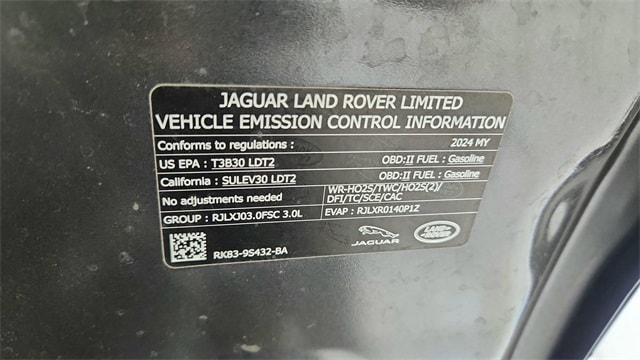 JAGUAR LAND ROVER LIMITED
VEHICLE EMISSION CONTROL INFORMATION
Conforms to regulations : 2024 MY
US EPA : T3B30 LDT2 OBD:II FUEL : Gasoline
California : SULEV30 LDT2 OBD:II FUEL : Gasoline
No adjustments needed WR-HO2S/TWC/HO2S(2)/
DFI/TC/SCE/CAC
GROUP : RJLXJ03.0FSC 3.0L EVAP : RJLXR0140P1Z
JAGUAR LAND-ROVER
RK83-9S432-BA